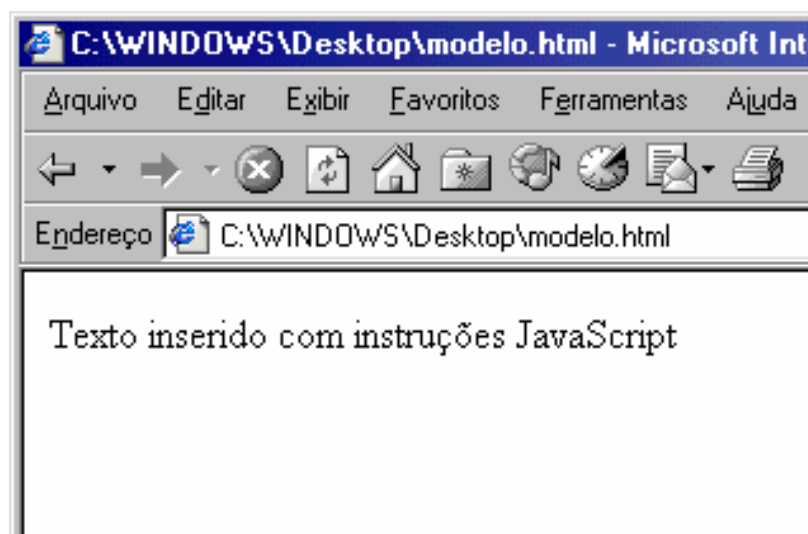 C:\WINDOWS\Desktop\modelo.html - Microsoft Int
Arquivo Editar Exibir Favoritos Ferramentas Ajuda
Endereço C:\WINDOWS\Desktop\modelo.html
Texto inserido com instruções JavaScript